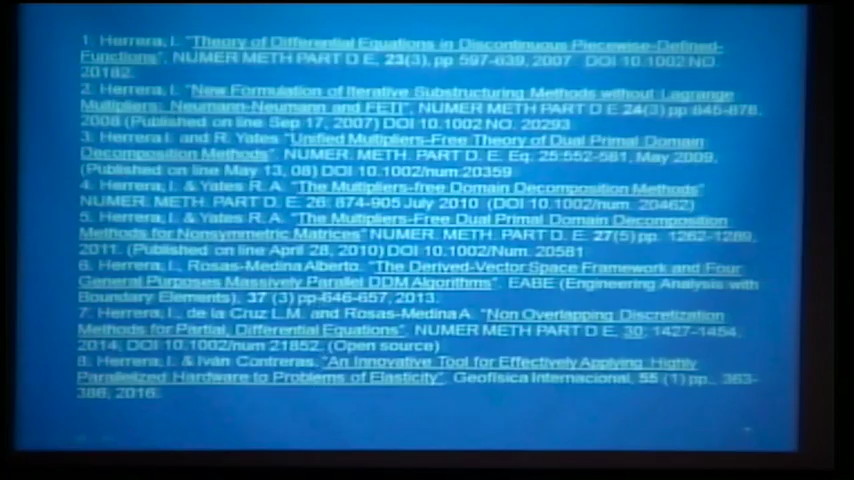 1. Herrera, I. "Theory of Differential Equations in Discontinuous Piecewise-Defined-
Functions", NUMER METH PART D E, 23(3), pp 597-639, 2007 DOI 10.1002 NO.
20182.
2. Herrera, I. "New Formulation of Iterative Substructuring Methods without Lagrange
Multipliers: Neumann-Neumann and FETI", NUMER METH PART D E 24(3) pp 845-878,
2008 (Published on line Sep 17, 2007) DOI 10.1002 NO. 20293
3. Herrera I. and R. Yates "Unified Multipliers-Free Theory of Dual Primal Domain
Decomposition Methods". NUMER. METH. PART D. E. Eq. 25:552-581, May 2009,
(Published on line May 13, 08) DOI 10.1002/num.20359
4. Herrera, I. & Yates R. A. "The Multipliers-free Domain Decomposition Methods"
NUMER. METH. PART D. E. 26: 874-905 July 2010 (DOI 10.1002/num. 20462)
5. Herrera, I. & Yates R. A. "The Multipliers-Free Dual Primal Domain Decomposition
Methods for Nonsymmetric Matrices" NUMER. METH. PART D. E. 27(5) pp. 1262-1289,
2011. (Published on line April 28, 2010) DOI 10.1002/Num. 20581
6. Herrera, I., Rosas-Medina Alberto. "The Derived-Vector Space Framework and Four
General Purposes Massively Parallel DDM Algorithms", EABE (Engineering Analysis with
Boundary Elements), 37 (3) pp-646-657, 2013.
7. Herrera, I., de la Cruz L.M. and Rosas-Medina A. "Non Overlapping Discretization
Methods for Partial, Differential Equations". NUMER METH PART D E, 30: 1427-1454,
2014, DOI 10.1002/num 21852. (Open source)
8. Herrera, I. & Iván Contreras. "An Innovative Tool for Effectively Applying Highly
Parallelized Hardware to Problems of Elasticity". Geofísica Internacional, 55 (1) pp., 363-
386, 2016.